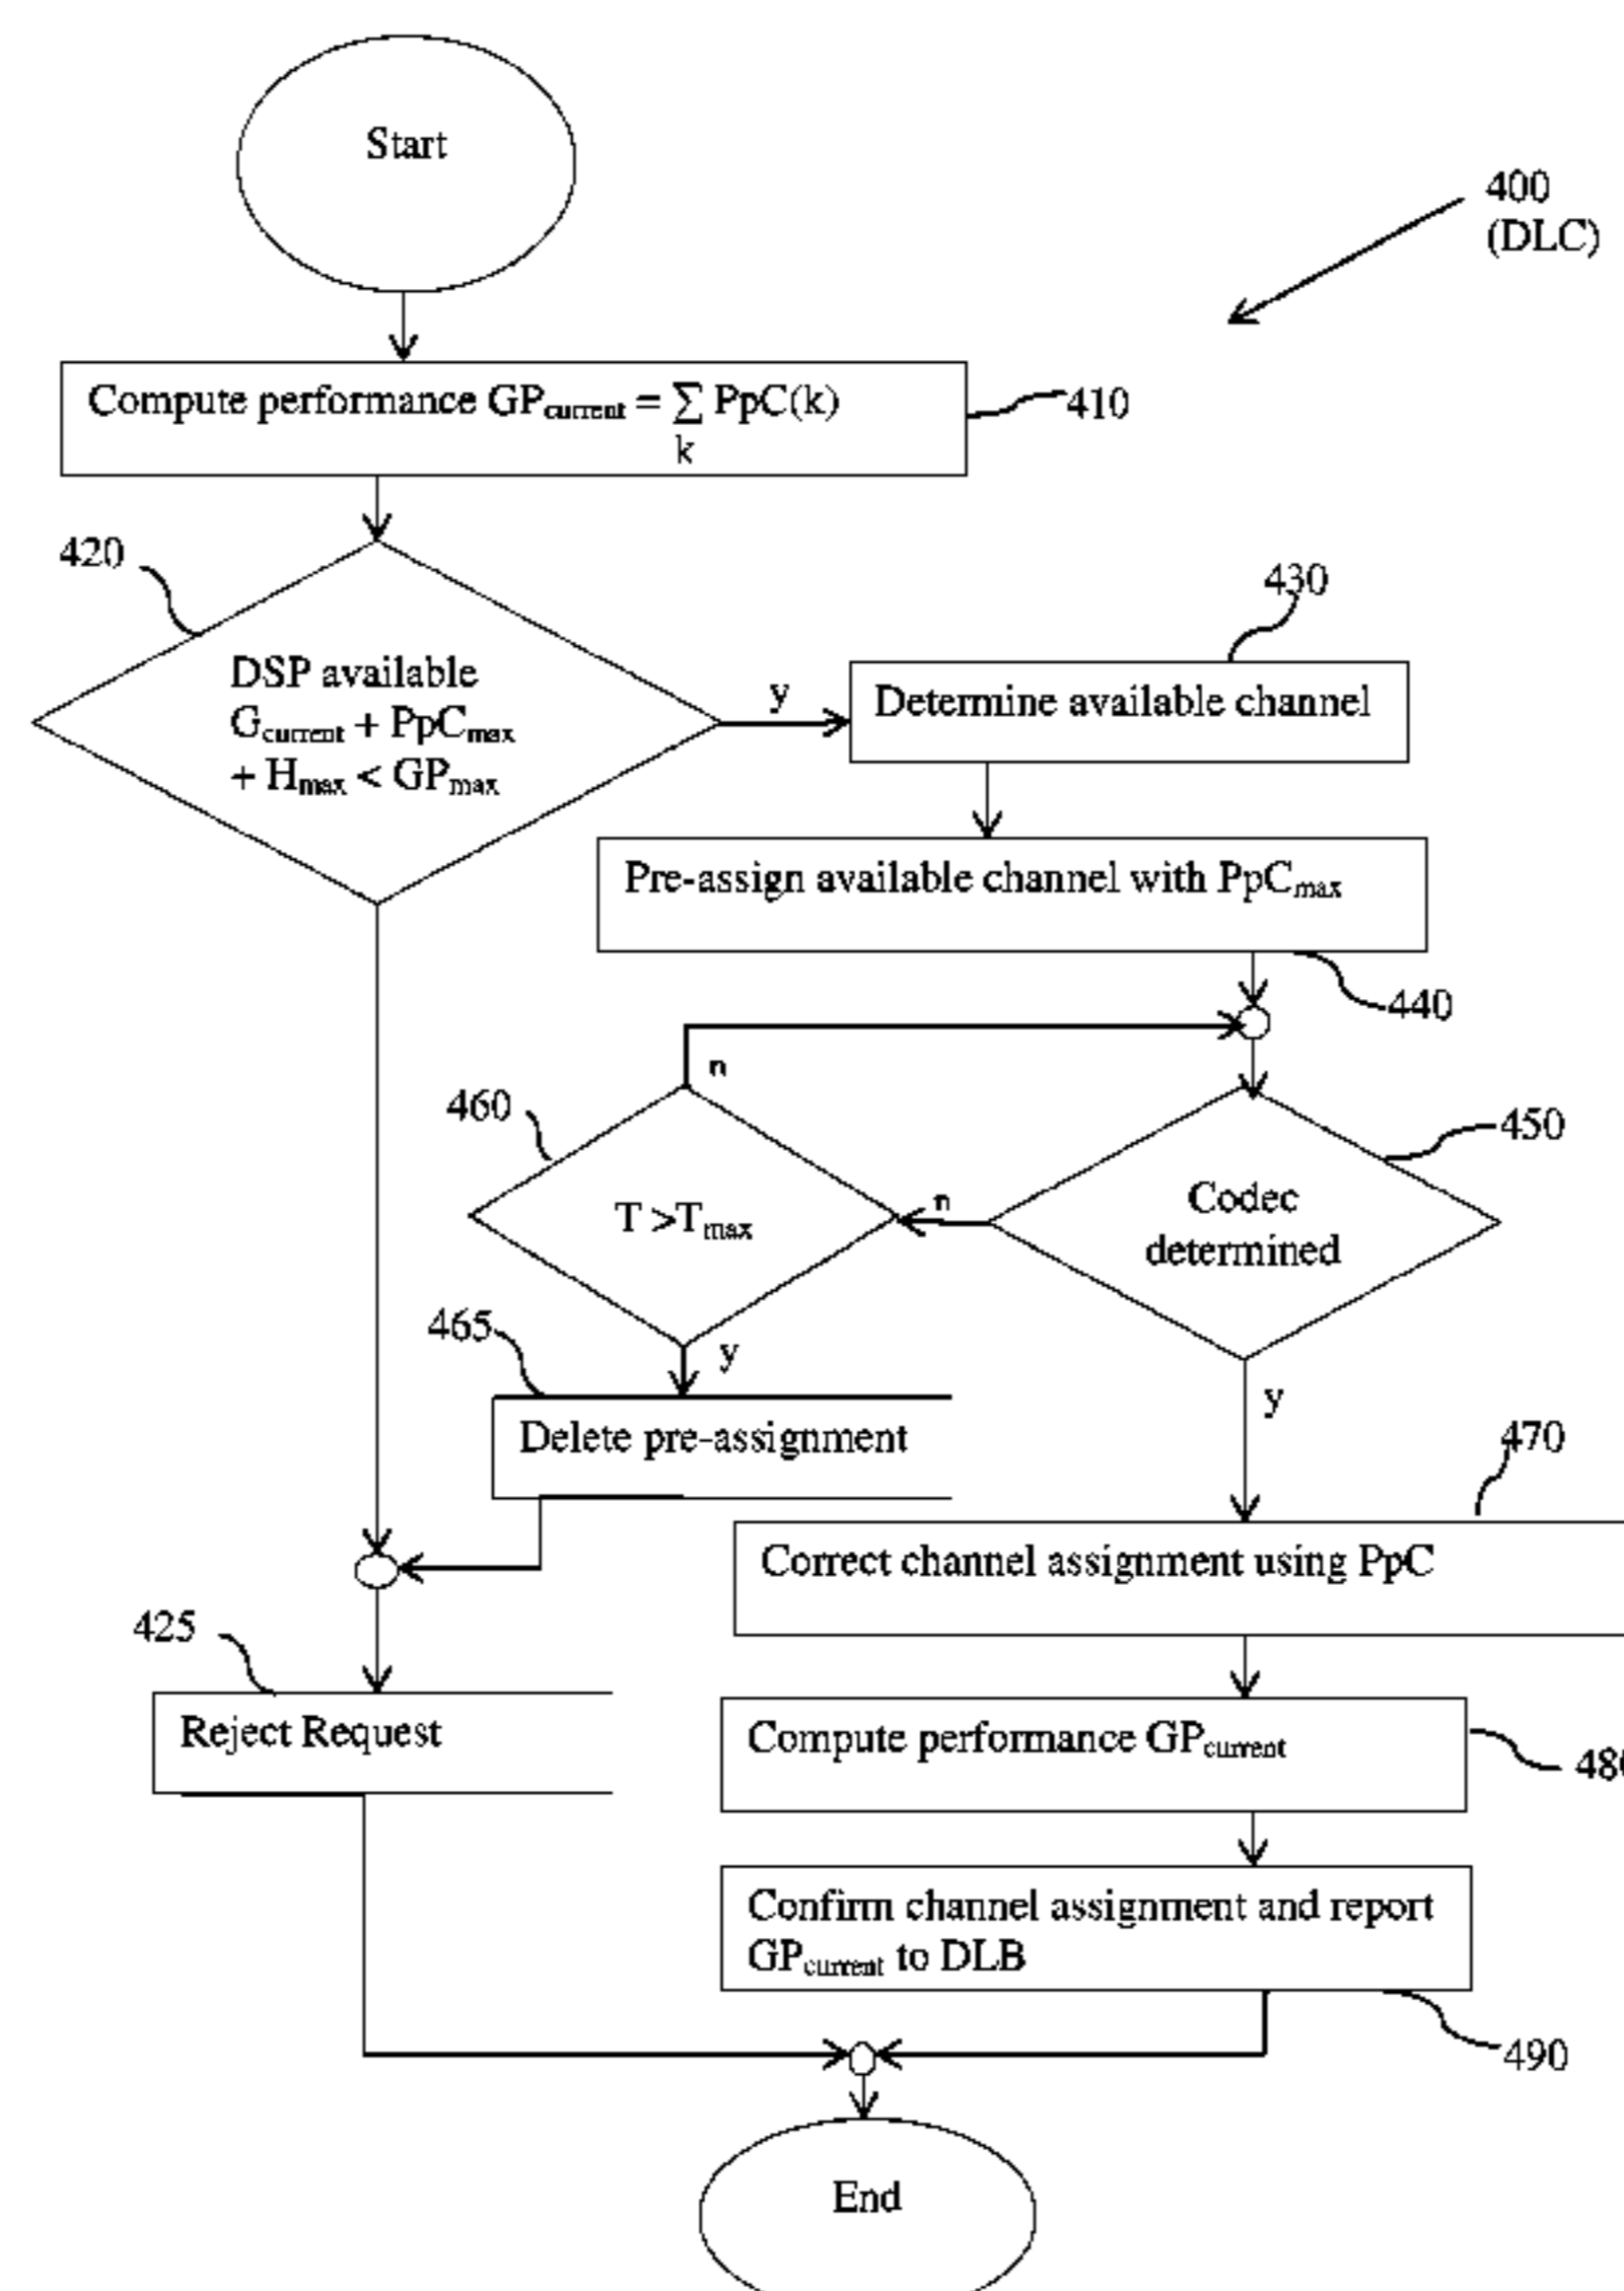 Start
400
(DLC)
Compute performance GPcurrent = ∑ PpC(k)
k
410
420
DSP available
Gcurrent + PpCmax
+ Hmax < GPmax
y
430
Determine available channel
Pre-assign available channel with PpCmax
440
n
460
T >Tmax
n
450
Codec
determined
465
y
y
Delete pre-assignment
470
Correct channel assignment using PpC
425
Reject Request
Compute performance GPcurrent
480
Confirm channel assignment and report
GPcurrent to DLB
490
End